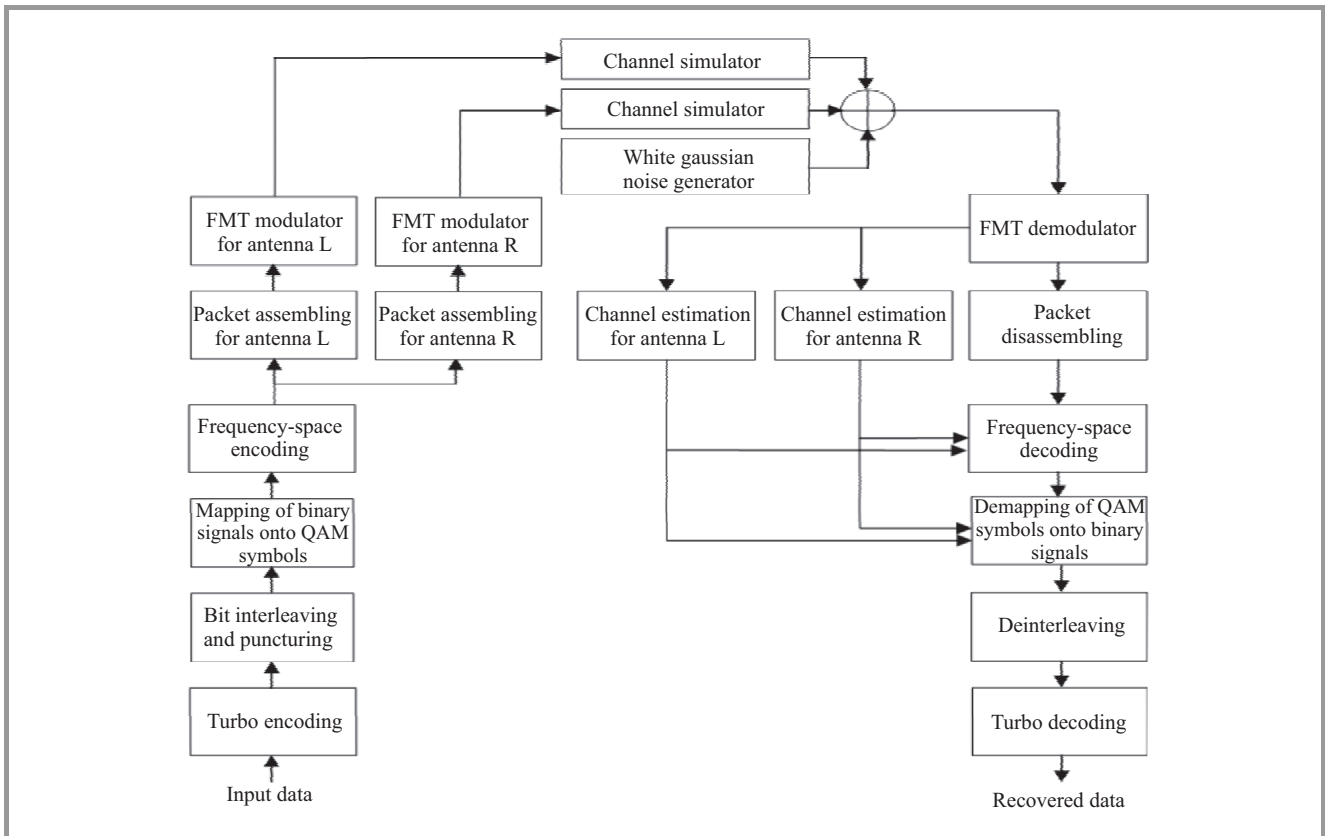 Channel simulator
Channel simulator
White gaussian
noise generator
FMT modulator
for antenna L
FMT modulator
for antenna R
FMT demodulator
Packet assembling
for antenna L
Packet assembling
for antenna R
Channel estimation
for antenna L
Channel estimation
for antenna R
Packet
disassembling
Frequency-space
encoding
Frequency-space
decoding
Mapping of binary
signals onto QAM
symbols
Demapping of QAM
symbols onto binary
signals
Bit interleaving
and puncturing
Deinterleaving
Turbo encoding
Turbo decoding
Input data
Recovered data